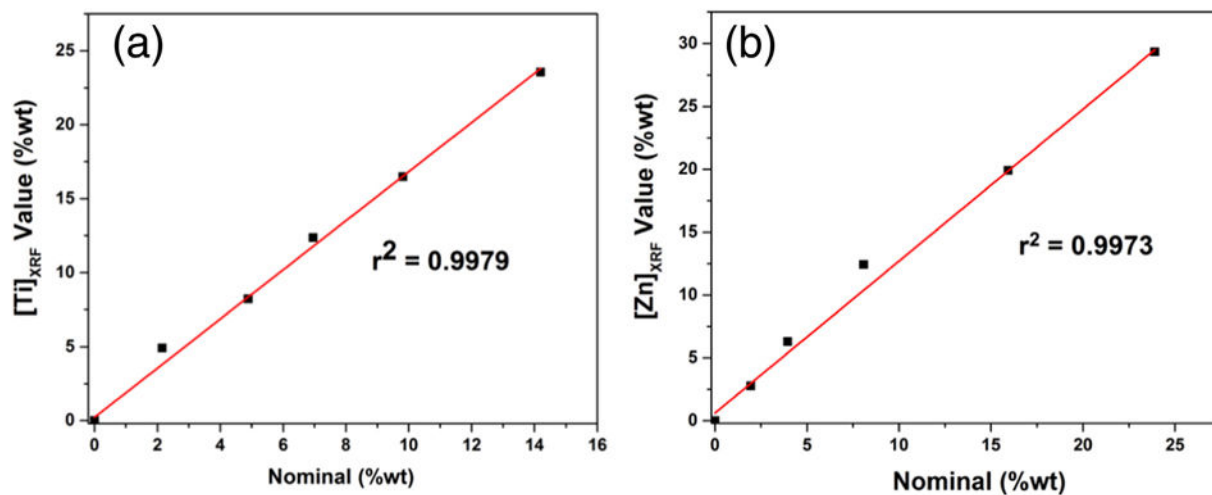 (a)
25
20
15
10
5
0
[Ti]XRF Value (%wt)
r² = 0.9979
0 2 4 6 8 10 12 14 16
Nominal (%wt)
(b)
30
25
20
15
10
5
0
[Zn]XRF Value (%wt)
r² = 0.9973
0 5 10 15 20 25
Nominal (%wt)